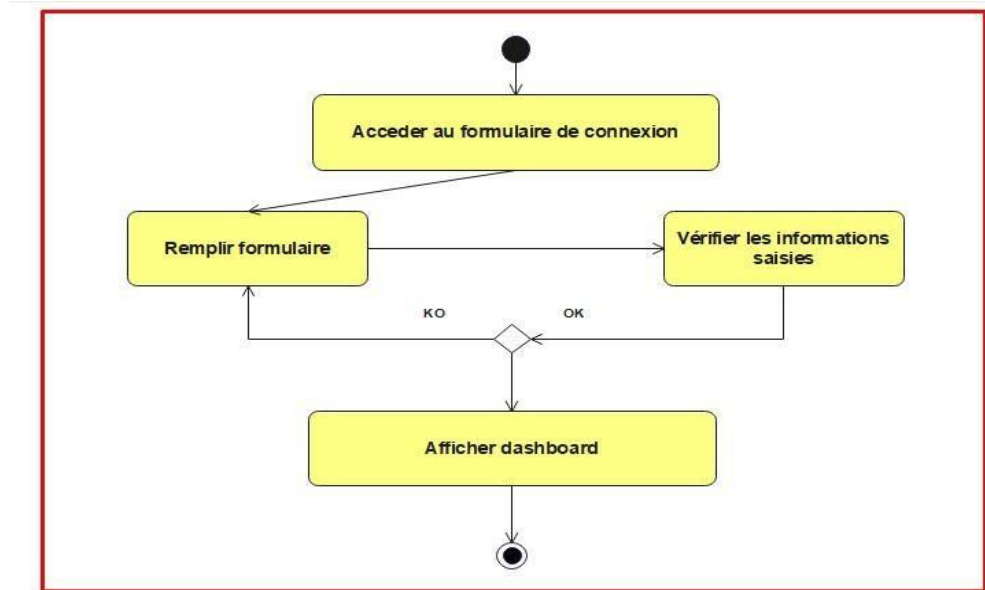 Acceder au formulaire de connexion
Remplir formulaire
Vérifier les informations
saisies
KO
OK
Afficher dashboard